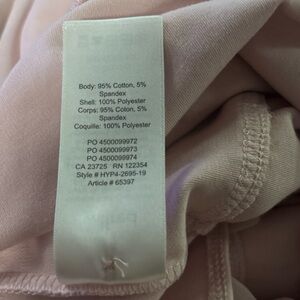 Body: 95% Cotton, 5%
Spandex
Shell: 100% Polyester
Corps: 95% Coton, 5%
Spandex
Coquille: 100% Polyester
PO 4500099972
PO 4500099973
PO 4500099974
CA 23725 RN 122354
Style # HYP4-2695-19
Article # 65397